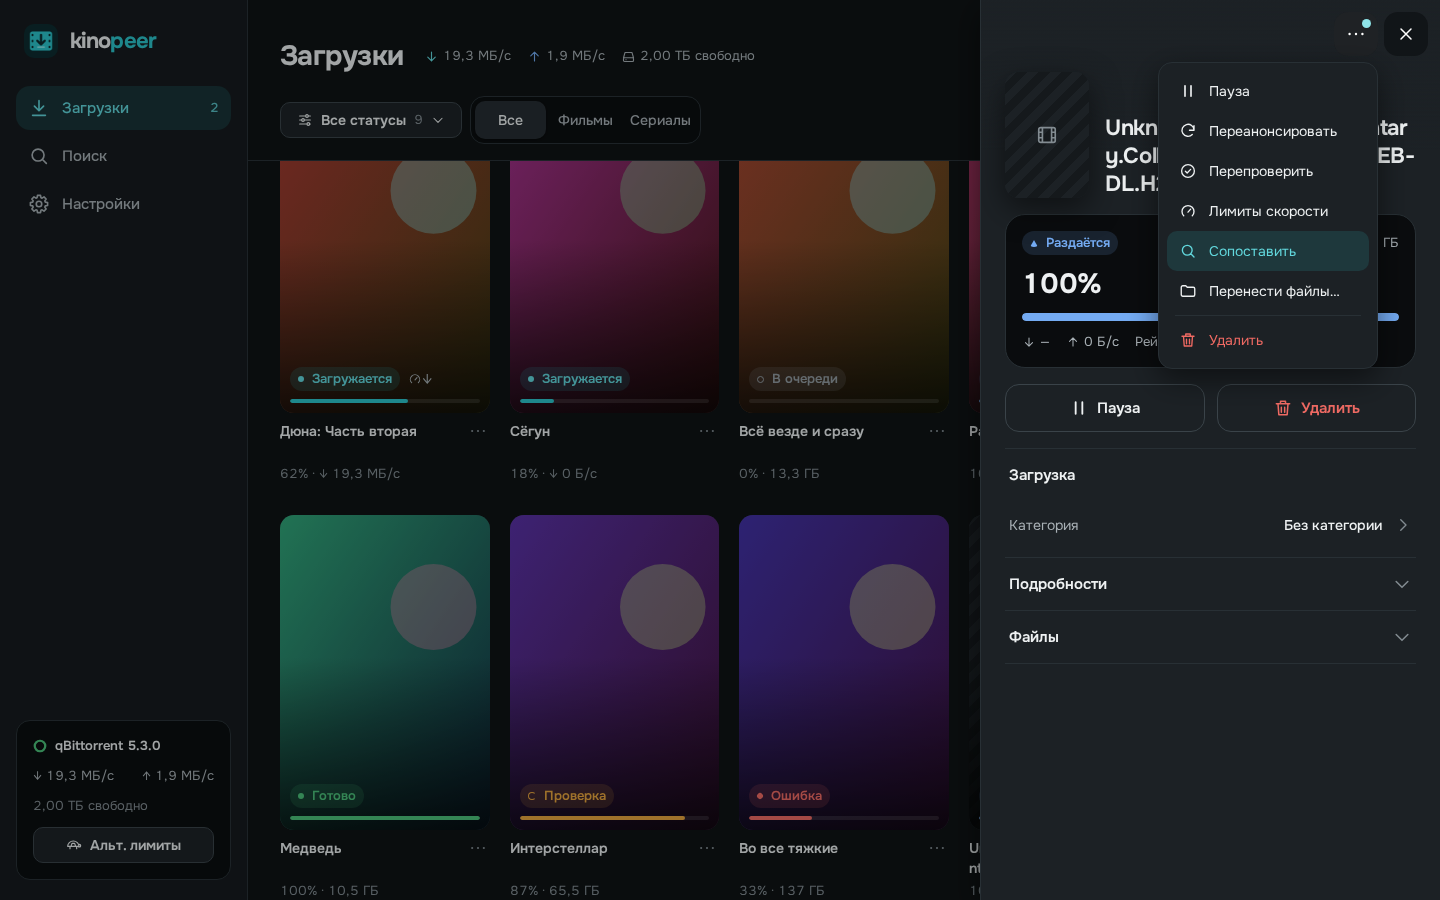 kinopeer
Загрузки 2
Поиск
Настройки
qBittorrent 5.3.0
19,3 МБ/с 1,9 МБ/с
2,00 ТБ свободно
Альт. лимиты
Загрузки 19,3 МБ/с 1,9 МБ/с 2,00 ТБ свободно
Все статусы 9 Все Фильмы Сериалы
Загружается Загружается В очереди
Дюна: Часть вторая ··· Сёгун ··· Всё везде и сразу ···
62% · ↓ 19,3 МБ/с 18% · ↓ 0 Б/с 0% · 13,3 ГБ
Готово Проверка Ошибка
Медведь ··· Интерстеллар ··· Во все тяжкие ···
100% · 10,5 ГБ 87% · 65,5 ГБ 33% · 137 ГБ
Пауза
Переанонсировать
Перепроверить
Лимиты скорости
Сопоставить
Перенести файлы...
Удалить
Раздаётся ГБ
100%
↓ – ↑ 0 Б/с
Пауза Удалить
Загрузка
Категория Без категории
Подробности
Файлы